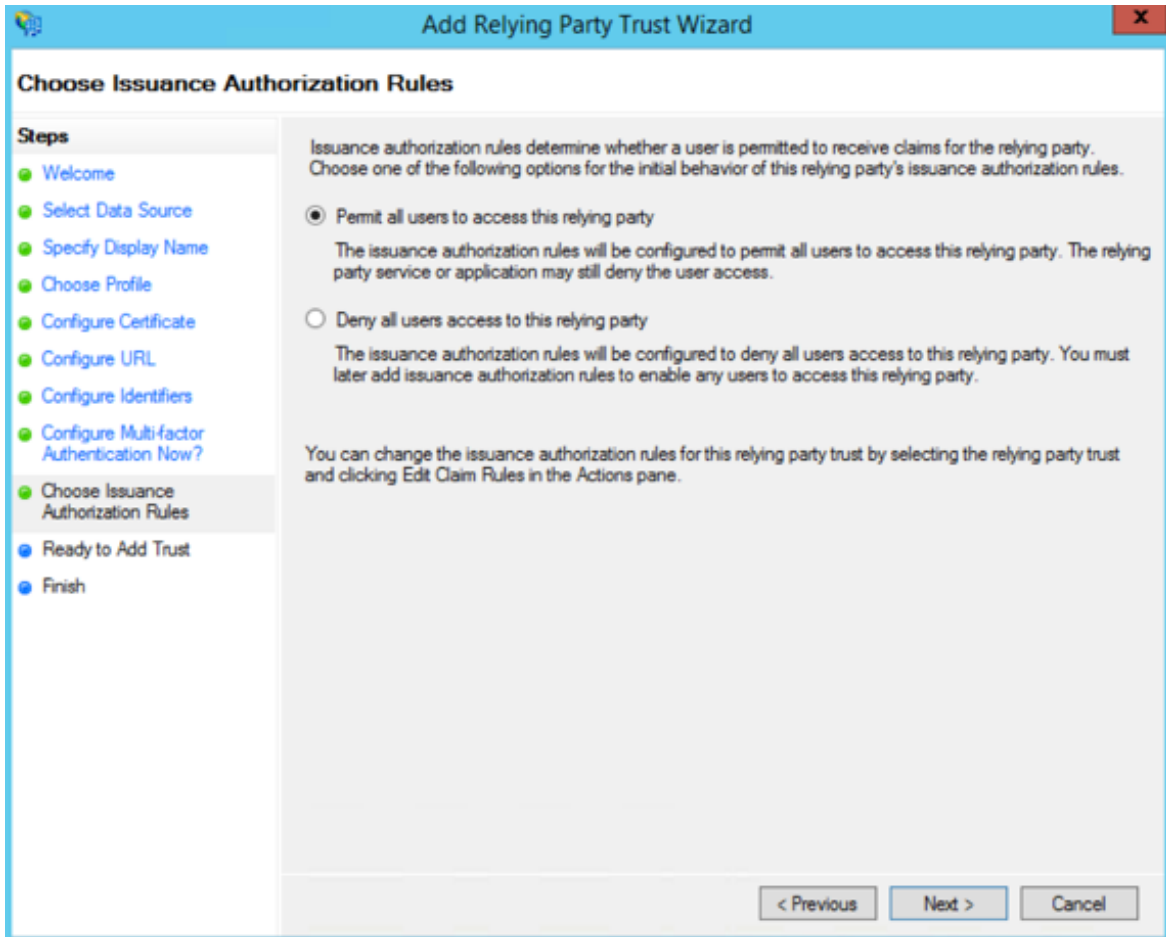 Add Relying Party Trust Wizard
x
Choose Issuance Authorization Rules
Steps
Welcome
Select Data Source
Specify Display Name
Choose Profile
Configure Certificate
Configure URL
Configure Identifiers
Configure Multi-factor
Authentication Now?
Choose Issuance
Authorization Rules
Ready to Add Trust
Finish
Issuance authorization rules determine whether a user is permitted to receive claims for the relying party.
Choose one of the following options for the initial behavior of this relying party's issuance authorization rules.
Permit all users to access this relying party
The issuance authorization rules will be configured to permit all users to access this relying party. The relying
party service or application may still deny the user access.
Deny all users access to this relying party
The issuance authorization rules will be configured to deny all users access to this relying party. You must
later add issuance authorization rules to enable any users to access this relying party.
You can change the issuance authorization rules for this relying party trust by selecting the relying party trust
and clicking Edit Claim Rules in the Actions pane.
< Previous
Next >
Cancel